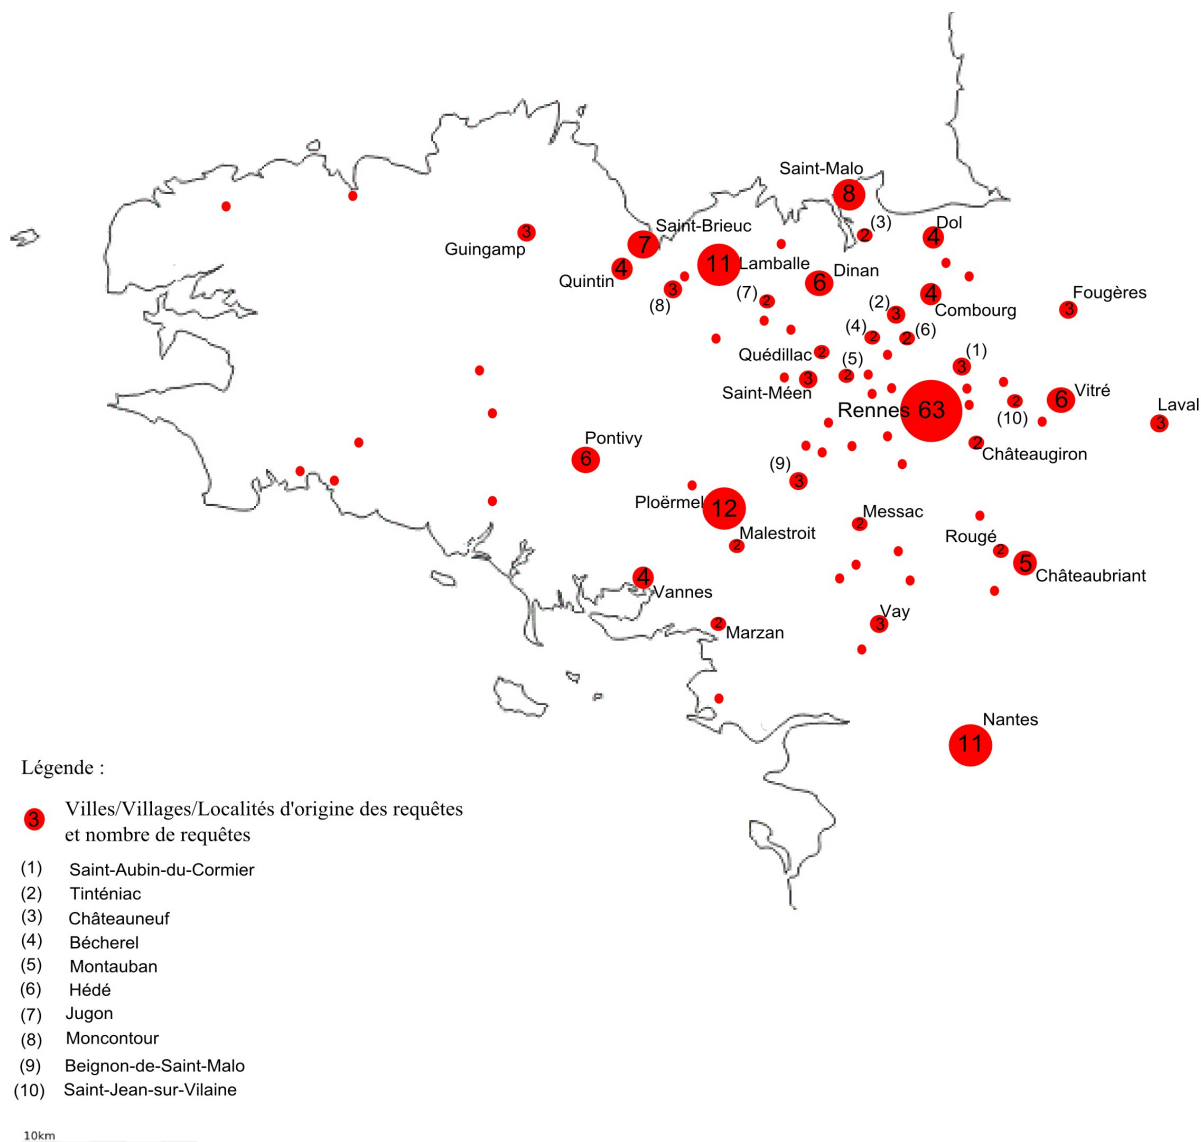 Saint-Malo
8
(3)
2
Dol
4
Saint-Brieuc
7
Guingamp
3
Quintin
4
11
Lamballe
(8)
3
Dinan
6
(7)
2
Combourg
4
(2)
3
Fougères
3
(4)
2
(6)
2
Quédillac
2
(1)
3
(5)
2
Saint-Méen
3
Rennes
63
(10)
2
Vitré
6
Laval
3
Châteaugiron
2
Pontivy
6
(9)
3
Ploërmel
12
Messac
2
Malestroit
2
Rougé
2
5
Châteaubriant
Vannes
4
2
Marzan
Vay
3
Nantes
11
Légende :
3
Villes/Villages/Localités d'origine des requêtes
et nombre de requêtes
(1) Saint-Aubin-du-Cormier
(2) Tinténiac
(3) Châteauneuf
(4) Bécherel
(5) Montauban
(6) Hédé
(7) Jugon
(8) Moncontour
(9) Beignon-de-Saint-Malo
(10) Saint-Jean-sur-Vilaine
10km